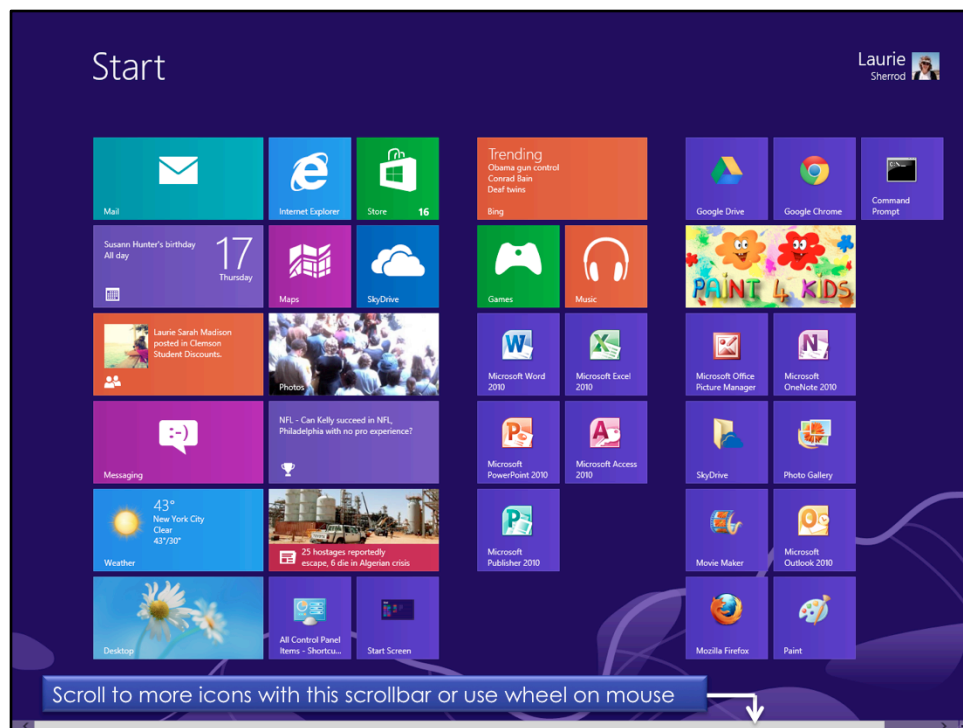 Start
Laurie
Sherrod
Mail
Internet Explorer
Store 16
Susann Hunter's birthday
All day
17
Thursday
Maps
SkyDrive
Laurie Sarah Madison
posted in Clemson
Student Discounts.
Photos
:-)
Messaging
NFL - Can Kelly succeed in NFL,
Philadelphia with no pro experience?
43°
New York City
Clear
43°/30°
Weather
25 hostages reportedly
escape, 6 die in Algerian crisis
Desktop
All Control Panel
Items - Shortcu...
Start Screen
Trending
Obama gun control
Conrad Bain
Deaf twins
Bing
Games
Music
Microsoft Word
2010
Microsoft Excel
2010
Microsoft
PowerPoint 2010
Microsoft Access
2010
Microsoft
Publisher 2010
Google Drive
Google Chrome
Command
Prompt
PAINT 4 KIDS
Microsoft Office
Picture Manager
Microsoft
OneNote 2010
SkyDrive
Photo Gallery
Movie Maker
Microsoft
Outlook 2010
Mozilla Firefox
Paint
Scroll to more icons with this scrollbar or use wheel on mouse